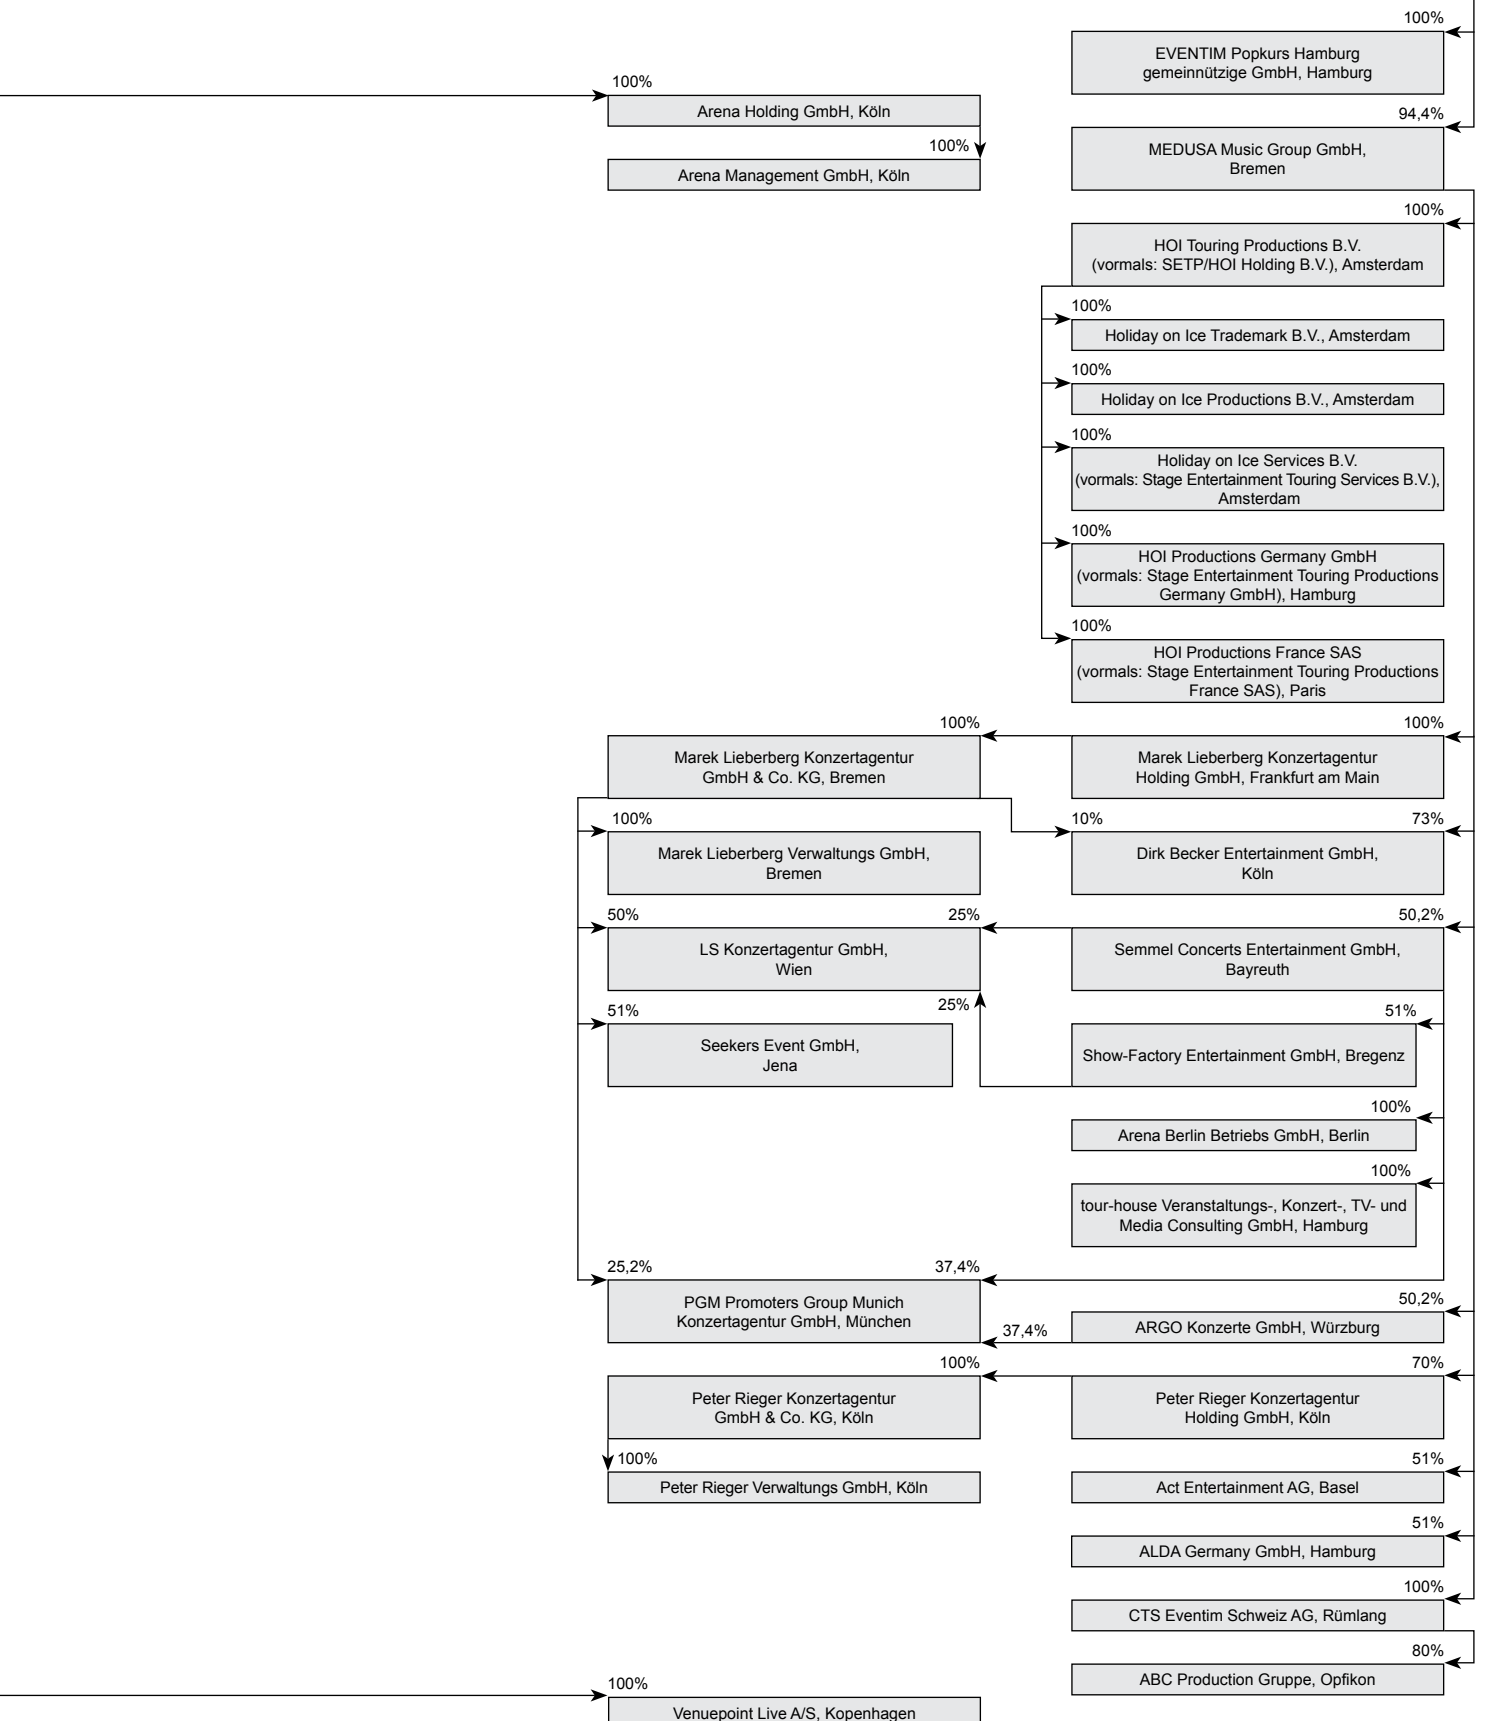 100%
EVENTIM Popkurs Hamburg
gemeinnützige GmbH, Hamburg
100%
Arena Holding GmbH, Köln
94,4%
MEDUSA Music Group GmbH,
Bremen
100%
Arena Management GmbH, Köln
100%
HOI Touring Productions B.V.
(vormals: SETP/HOI Holding B.V.), Amsterdam
100%
Holiday on Ice Trademark B.V., Amsterdam
100%
Holiday on Ice Productions B.V., Amsterdam
100%
Holiday on Ice Services B.V.
(vormals: Stage Entertainment Touring Services B.V.),
Amsterdam
100%
HOI Productions Germany GmbH
(vormals: Stage Entertainment Touring Productions
Germany GmbH), Hamburg
100%
HOI Productions France SAS
(vormals: Stage Entertainment Touring Productions
France SAS), Paris
100%
Marek Lieberberg Konzertagentur
GmbH & Co. KG, Bremen
100%
Marek Lieberberg Konzertagentur
Holding GmbH, Frankfurt am Main
100%
Marek Lieberberg Verwaltungs GmbH,
Bremen
10% 73%
Dirk Becker Entertainment GmbH,
Köln
50% 25%
LS Konzertagentur GmbH,
Wien
50,2%
Semmel Concerts Entertainment GmbH,
Bayreuth
51%
25%
Seekers Event GmbH,
Jena
51%
Show-Factory Entertainment GmbH, Bregenz
100%
Arena Berlin Betriebs GmbH, Berlin
100%
tour-house Veranstaltungs-, Konzert-, TV- und
Media Consulting GmbH, Hamburg
25,2% 37,4%
PGM Promoters Group Munich
Konzertagentur GmbH, München
50,2%
37,4%
ARGO Konzerte GmbH, Würzburg
100%
Peter Rieger Konzertagentur
GmbH & Co. KG, Köln
70%
Peter Rieger Konzertagentur
Holding GmbH, Köln
100%
Peter Rieger Verwaltungs GmbH, Köln
51%
Act Entertainment AG, Basel
51%
ALDA Germany GmbH, Hamburg
100%
CTS Eventim Schweiz AG, Rümlang
80%
ABC Production Gruppe, Opfikon
100%
Venuepoint Live A/S, Kopenhagen